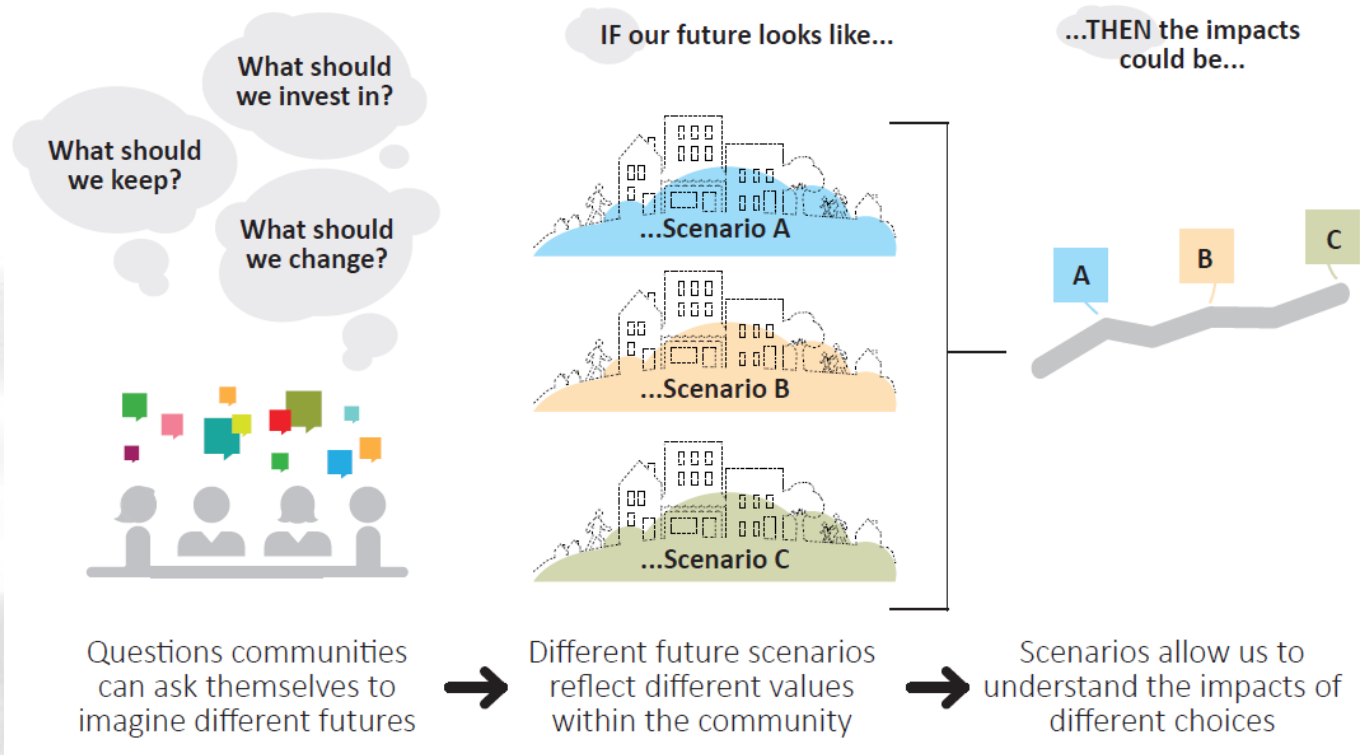 What should
we invest in?
What should
we keep?
What should
we change?
Questions communities
can ask themselves to
imagine different futures
IF our future looks like...
...Scenario A
...Scenario B
...Scenario C
Different future scenarios
reflect different values
within the community
...THEN the impacts
could be...
A
B
C
Scenarios allow us to
understand the impacts of
different choices